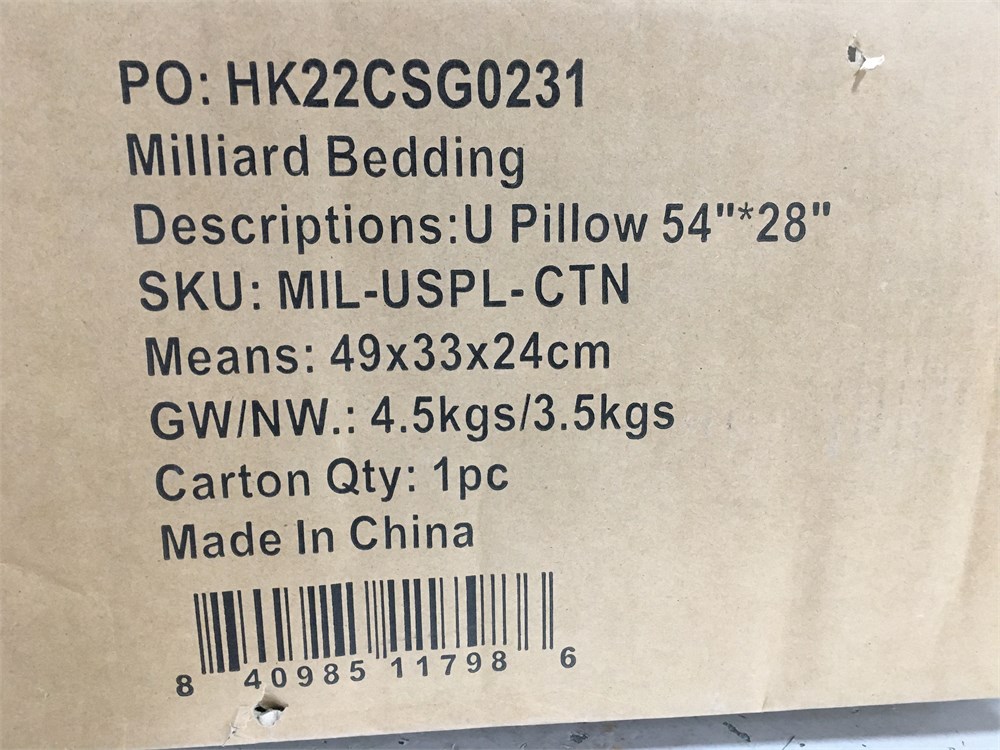 PO: HK22CSG0231
Milliard Bedding
Descriptions:U Pillow 54"*28"
SKU: MIL-USPL-CTN
Means: 49x33x24cm
GW/NW.: 4.5kgs/3.5kgs
Carton Qty: 1pc
Made In China
8 40985 11798 6